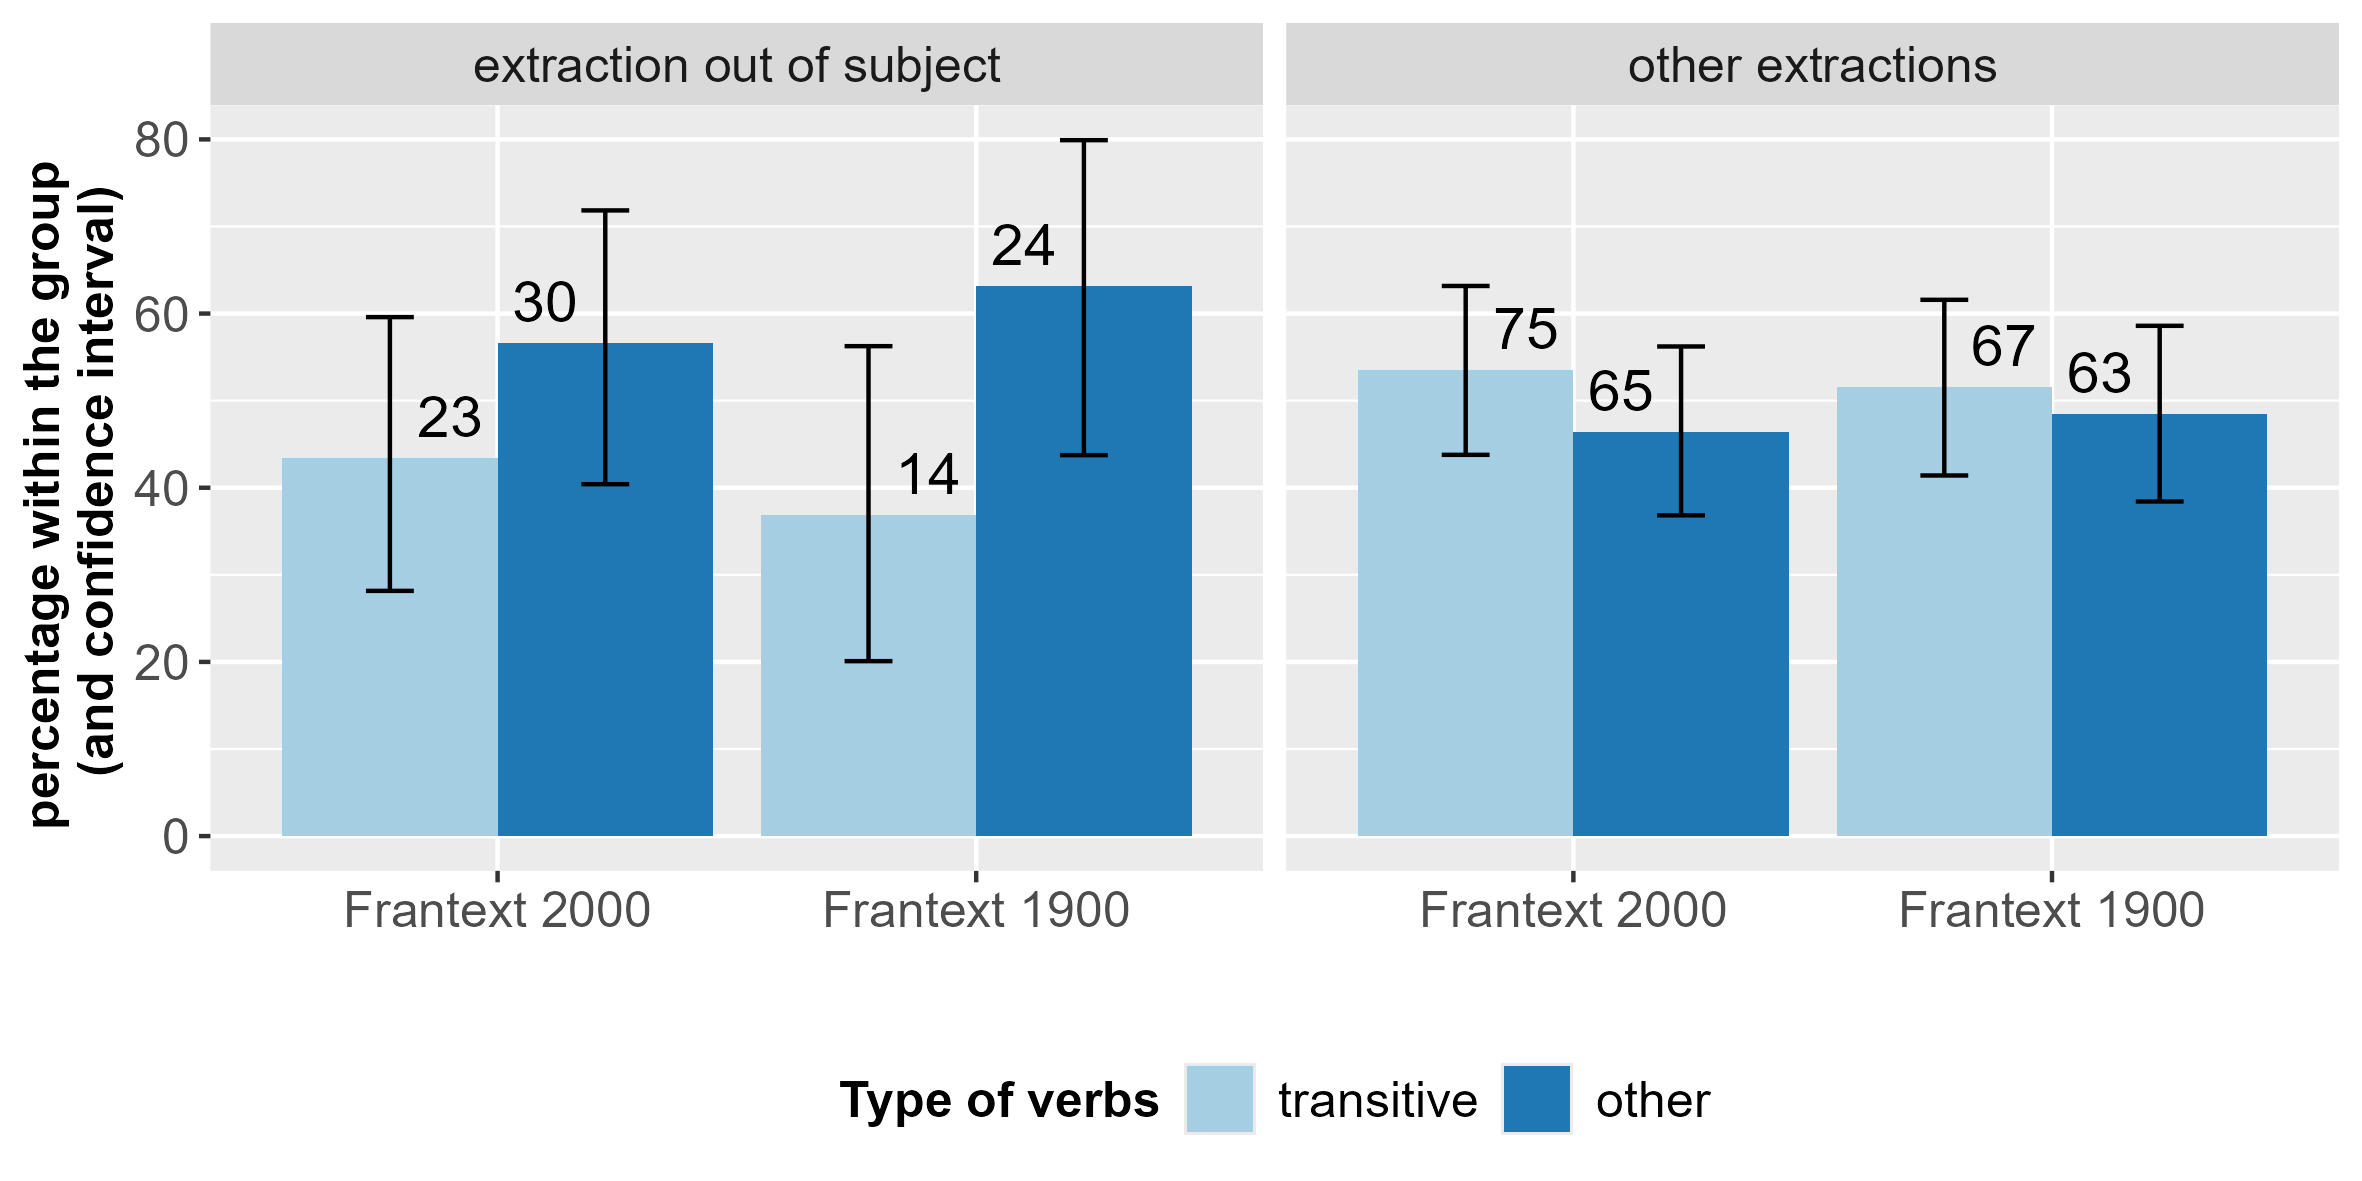 extraction out of subject
other extractions
percentage within the group
(and confidence interval)
80
60
40
20
0
23
30
14
24
75
65
67
63
Frantext 2000
Frantext 1900
Frantext 2000
Frantext 1900
Type of verbs
transitive
other